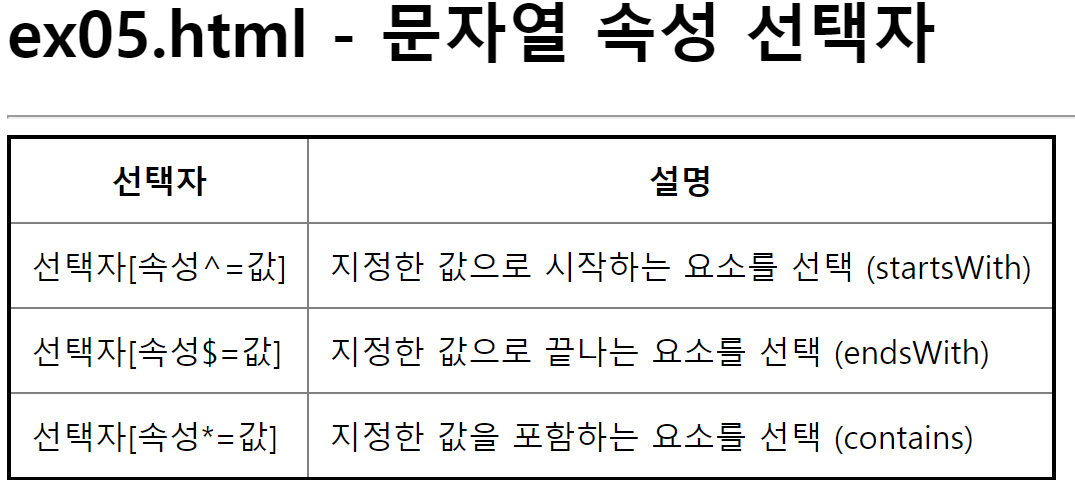 ex05.html - 문자열 속성 선택자
선택자 설명
선택자[속성^=값] 지정한 값으로 시작하는 요소를 선택 (startsWith)
선택자[속성$=값] 지정한 값으로 끝나는 요소를 선택 (endsWith)
선택자[속성*=값] 지정한 값을 포함하는 요소를 선택 (contains)